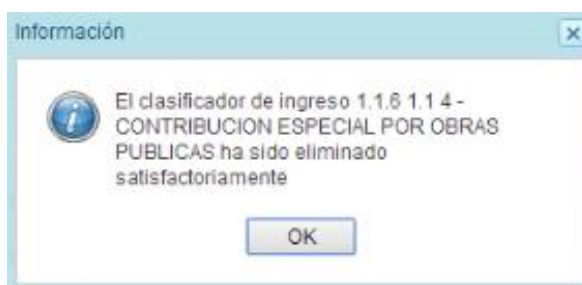 Información
El clasificador de ingreso 1.1.6 1.1 4 -
CONTRIBUCION ESPECIAL POR OBRAS
PUBLICAS ha sido eliminado
satisfactoriamente
OK